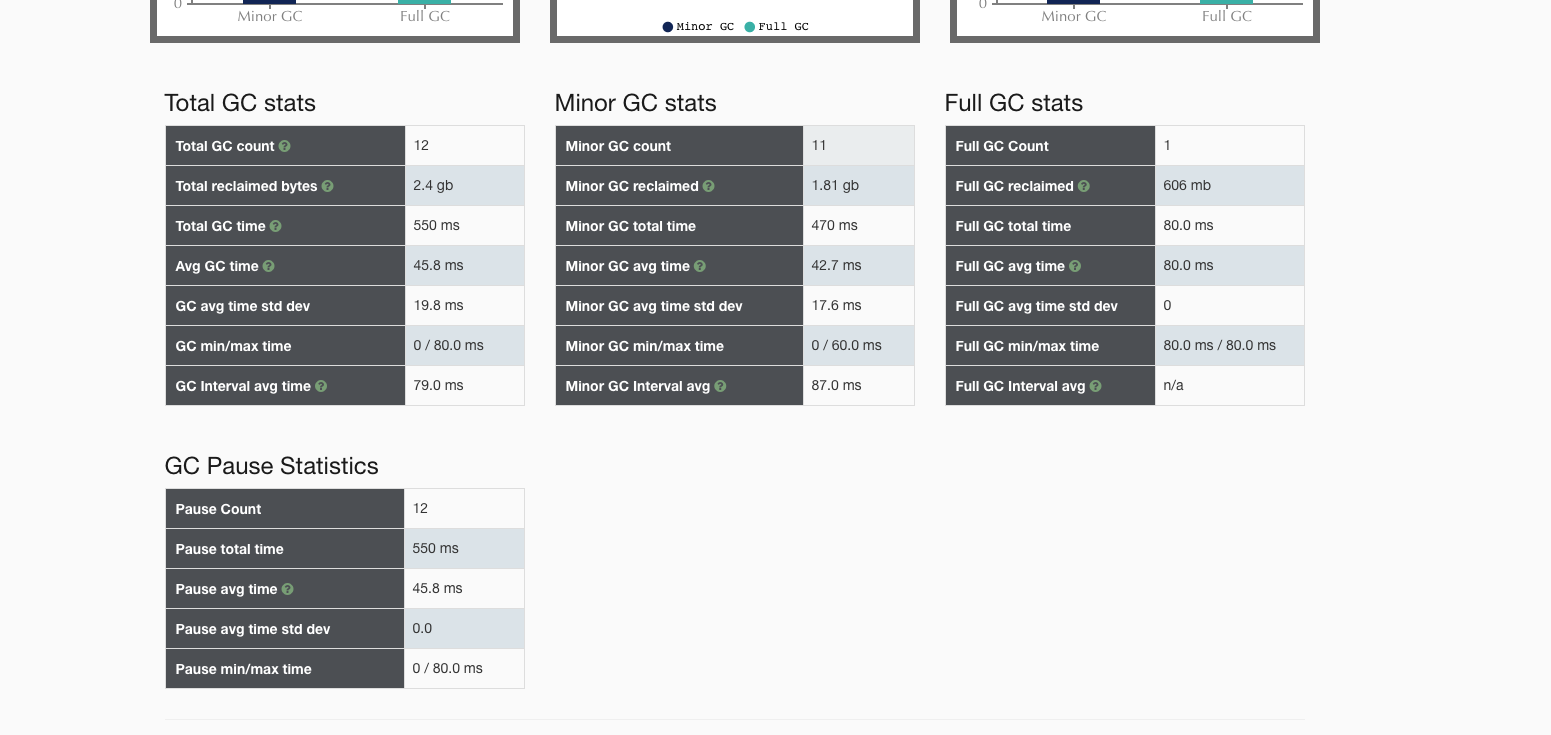 0
Minor GC Full GC
Minor GC Full GC
0
Minor GC Full GC
Total GC stats
Total GC count 12
Total reclaimed bytes 2.4 gb
Total GC time 550 ms
Avg GC time 45.8 ms
GC avg time std dev 19.8 ms
GC min/max time 0 / 80.0 ms
GC Interval avg time 79.0 ms
Minor GC stats
Minor GC count 11
Minor GC reclaimed 1.81 gb
Minor GC total time 470 ms
Minor GC avg time 42.7 ms
Minor GC avg time std dev 17.6 ms
Minor GC min/max time 0 / 60.0 ms
Minor GC Interval avg 87.0 ms
Full GC stats
Full GC Count 1
Full GC reclaimed 606 mb
Full GC total time 80.0 ms
Full GC avg time 80.0 ms
Full GC avg time std dev 0
Full GC min/max time 80.0 ms / 80.0 ms
Full GC Interval avg n/a
GC Pause Statistics
Pause Count 12
Pause total time 550 ms
Pause avg time 45.8 ms
Pause avg time std dev 0.0
Pause min/max time 0 / 80.0 ms